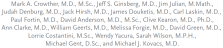 Mark A. Crowther, M.D., M.Sc., Jeff S. Ginsberg, M.D., Jim Julian, M.Math.,
Judah Denburg, M.D., Jack Hirsh, M.D., James Douketis, M.D., Carl Laskin, M.D.,
Paul Fortin, M.D., David Anderson, M.D., M.Sc., Clive Kearon, M.D., Ph.D.,
Ann Clarke, M.D., William Geerts, M.D., Melissa Forgie, M.D., David Green, M.D.,
Lorrie Costantini, M.Sc., Wendy Yacura, Sarah Wilson, M.P.H.,
Michael Gent, D.Sc., and Michael J. Kovacs, M.D.